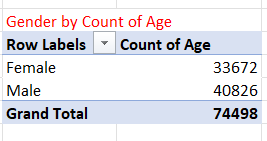 Gender by Count of Age
Row Labels Count of Age
Female 33672
Male 40826
Grand Total 74498